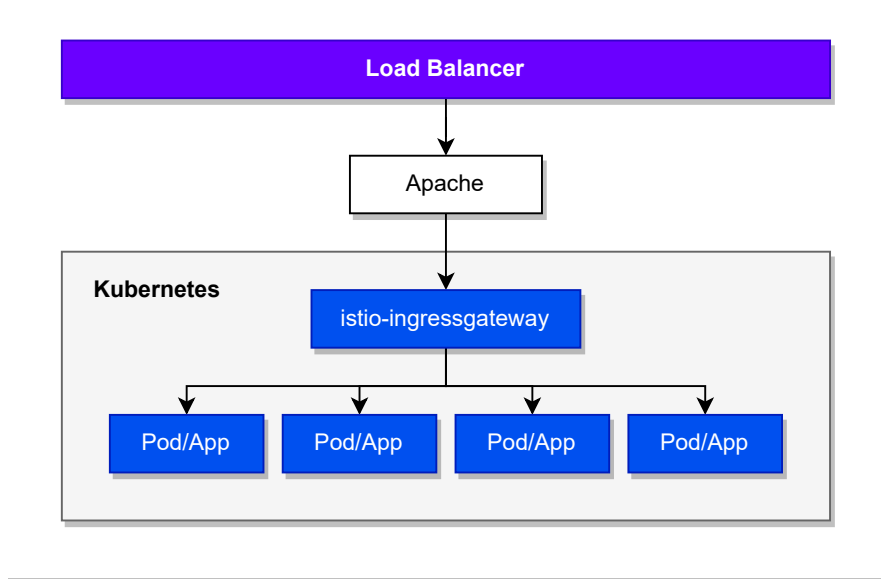 Load Balancer
Apache
Kubernetes
istio-ingressgateway
Pod/App
Pod/App
Pod/App
Pod/App